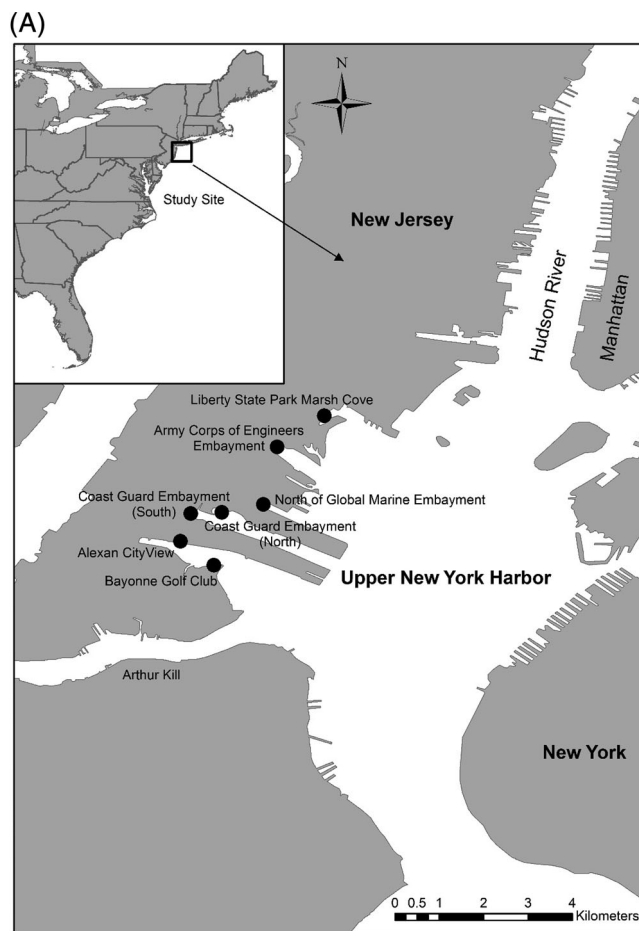 (A)
N
Study Site
New Jersey
Hudson River
Manhattan
Liberty State Park Marsh Cove
Army Corps of Engineers
Embayment
Coast Guard Embayment
(South)
North of Global Marine Embayment
Coast Guard Embayment
(North)
Alexan CityView
Bayonne Golf Club
Upper New York Harbor
Arthur Kill
New York
0 0.5 1 2 3 4
Kilometers